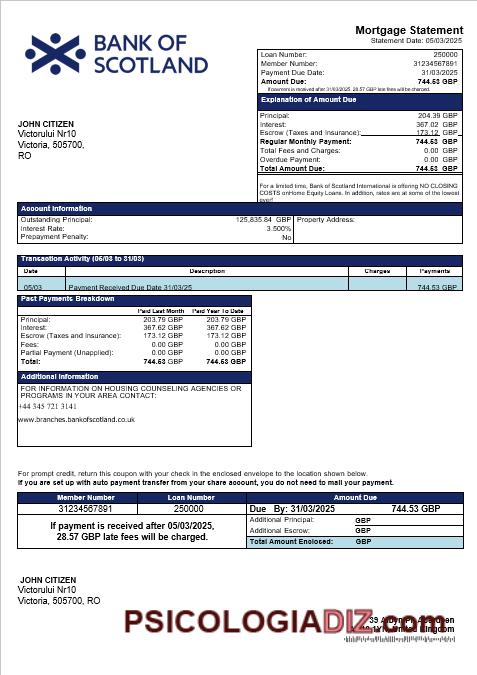 BANK OF
SCOTLAND
Mortgage Statement
Statement Date: 05/03/2025
Loan Number: 250000
Member Number: 31234567891
Payment Due Date: 31/03/2025
Amount Due: 744.53 GBP
If payment is received after 31/03/2025, 28.57 GBP late fees will be charged.
Explanation of Amount Due
Principal: 204.39 GBP
Interest: 367.02 GBP
Escrow (Taxes and Insurance): 173.12 GBP
Regular Monthly Payment: 744.53 GBP
Total Fees and Charges: 0.00 GBP
Overdue Payment: 0.00 GBP
Total Amount Due: 744.53 GBP
For a limited time, Bank of Scotland International is offering NO CLOSING
COSTS onHome Equity Loans. In addition, rates are at some of the lowest
ever!
JOHN CITIZEN
Victorului Nr10
Victoria, 505700,
RO
Account Information
Outstanding Principal: 125,835.84 GBP
Interest Rate: 3.500%
Prepayment Penalty: No
Property Address:
Transaction Activity (05/03 to 31/03)
Date Description Charges Payments
05/03 Payment Received Due Date 31/03/25 744.53 GBP
Past Payments Breakdown
Paid Last Month Paid Year To Date
Principal: 203.79 GBP 203.79 GBP
Interest: 367.62 GBP 367.62 GBP
Escrow (Taxes and Insurance): 173.12 GBP 173.12 GBP
Fees: 0.00 GBP 0.00 GBP
Partial Payment (Unapplied): 0.00 GBP 0.00 GBP
Total: 744.53 GBP 744.53 GBP
Additional Information
FOR INFORMATION ON HOUSING COUNSELING AGENCIES OR
PROGRAMS IN YOUR AREA CONTACT:
+44 345 721 3141
www.branches.bankofscotland.co.uk
For prompt credit, return this coupon with your check in the enclosed envelope to the location shown below.
If you are set up with auto payment transfer from your share account, you do not need to mail your payment.
Member Number Loan Number Amount Due
31234567891 250000 Due By: 31/03/2025 744.53 GBP
If payment is received after 05/03/2025,
28.57 GBP late fees will be charged.
Additional Principal: GBP
Additional Escrow: GBP
Total Amount Enclosed: GBP
JOHN CITIZEN
Victorului Nr10
Victoria, 505700, RO
PSICOLOGIADIZ.com